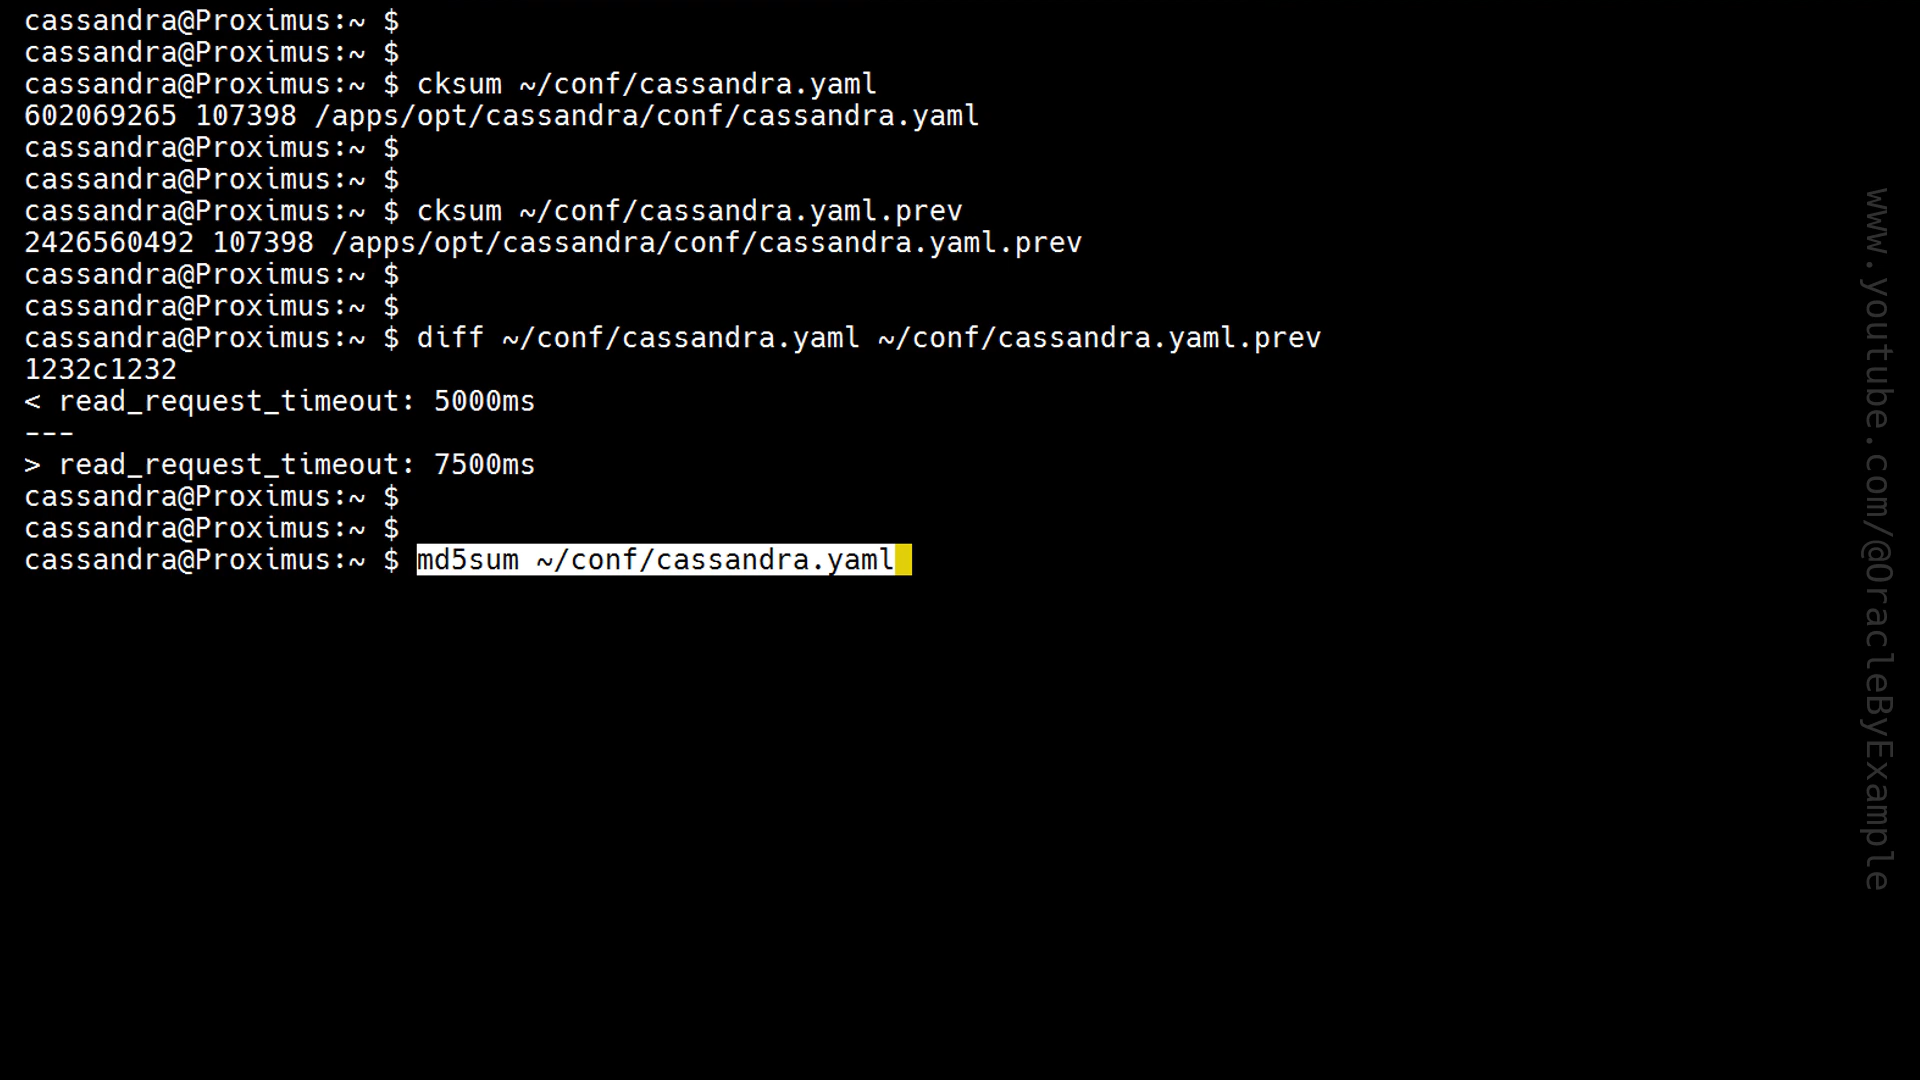 cassandra@Proximus:~ $
cassandra@Proximus:~ $
cassandra@Proximus:~ $ cksum ~/conf/cassandra.yaml
602069265 107398 /apps/opt/cassandra/conf/cassandra.yaml
cassandra@Proximus:~ $
cassandra@Proximus:~ $
cassandra@Proximus:~ $ cksum ~/conf/cassandra.yaml.prev
2426560492 107398 /apps/opt/cassandra/conf/cassandra.yaml.prev
cassandra@Proximus:~ $
cassandra@Proximus:~ $
cassandra@Proximus:~ $ diff ~/conf/cassandra.yaml ~/conf/cassandra.yaml.prev
1232c1232
< read_request_timeout: 5000ms
---
> read_request_timeout: 7500ms
cassandra@Proximus:~ $
cassandra@Proximus:~ $
cassandra@Proximus:~ $ md5sum ~/conf/cassandra.yaml
www.youtube.com/@OracleByExample